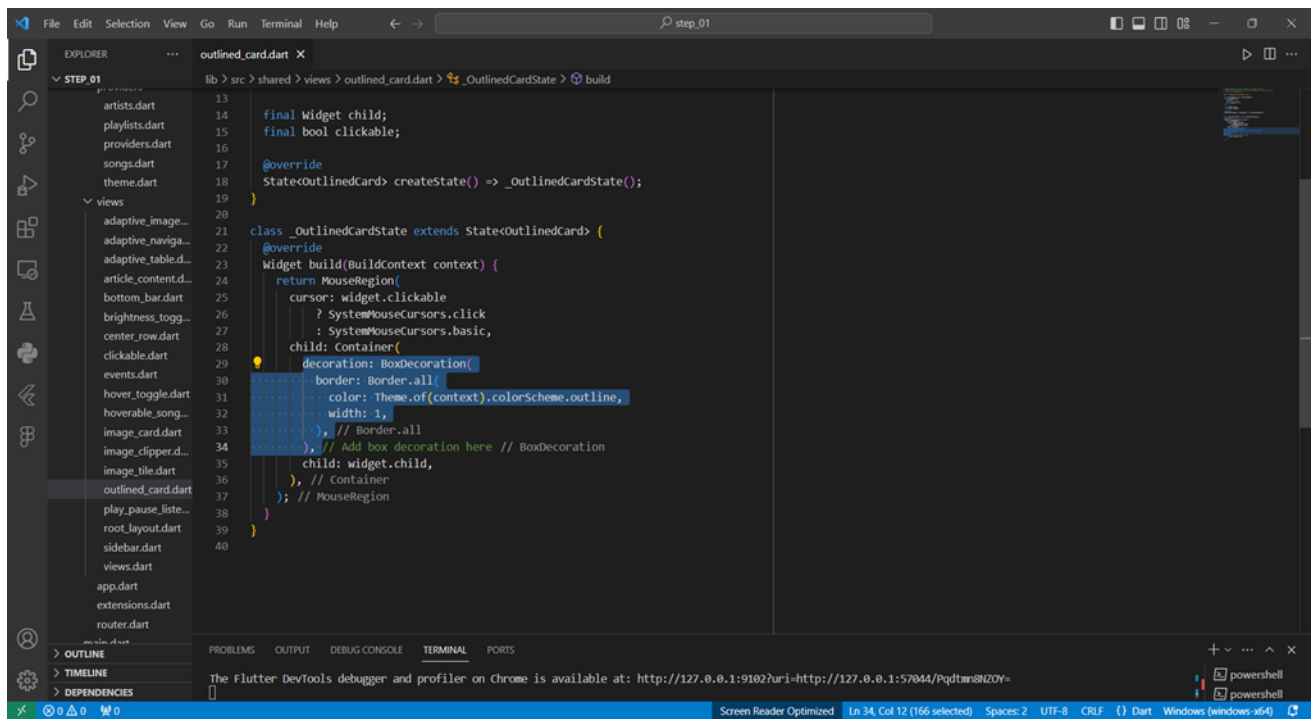 File Edit Selection View Go Run Terminal Help
step_01
EXPLORER
outlined_card.dart
STEP_01
lib > src > shared > views > outlined_card.dart > _OutlinedCardState > build
artists.dart
playlists.dart
providers.dart
songs.dart
theme.dart
views
adaptive_image...
adaptive_naviga...
adaptive_table.d...
article_content.d...
bottom_bar.dart
brightness_togg...
center_row.dart
clickable.dart
events.dart
hover_toggle.dart
hoverable_song...
image_card.dart
image_clipper.d...
image_tile.dart
outlined_card.dart
play_pause_liste...
root_layout.dart
sidebar.dart
views.dart
app.dart
extensions.dart
router.dart
main.dart
OUTLINE
TIMELINE
DEPENDENCIES
13
14 final Widget child;
15 final bool clickable;
16
17 @override
18 State<OutlinedCard> createState() => _OutlinedCardState();
19 }
20
21 class _OutlinedCardState extends State<OutlinedCard> {
22 @override
23 Widget build(BuildContext context) {
24 return MouseRegion(
25 cursor: widget.clickable
26 ? SystemMouseCursors.click
27 : SystemMouseCursors.basic,
28 child: Container(
29 decoration: BoxDecoration(
30 border: Border.all(
31 color: Theme.of(context).colorScheme.outline,
32 width: 1,
33 ), // Border.all
34 ), // Add box decoration here // BoxDecoration
35 child: widget.child,
36 ), // Container
37 ); // MouseRegion
38 }
39 }
40
PROBLEMS OUTPUT DEBUG CONSOLE TERMINAL PORTS
The Flutter DevTools debugger and profiler on Chrome is available at: http://127.0.0.1:9102?uri=http://127.0.0.1:57044/Pqdtmn8NZOY=
powershell
powershell
0 0 0 Screen Reader Optimized Ln 34, Col 12 (166 selected) Spaces: 2 UTF-8 CRLF {} Dart Windows (windows-x64)